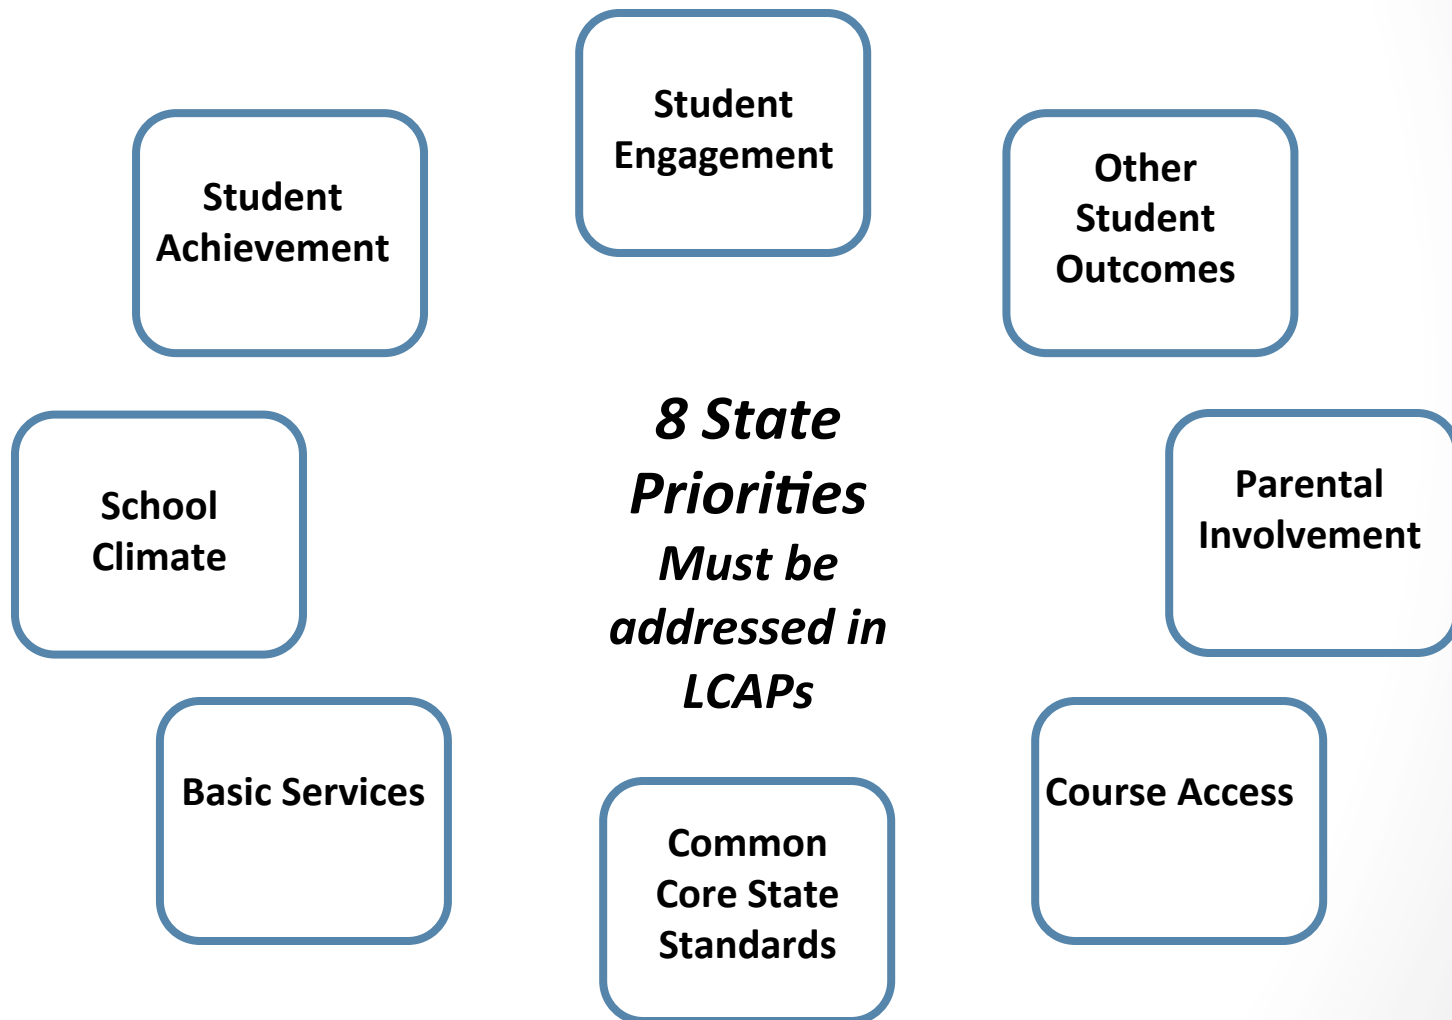 Student
Engagement
Student
Achievement
Other
Student
Outcomes
8 State
Priorities
Must be
addressed in
LCAPs
School
Climate
Parental
Involvement
Basic Services
Course Access
Common
Core State
Standards